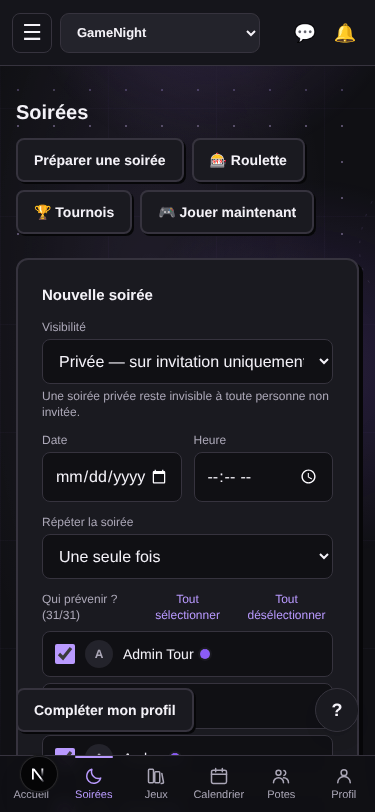 GameNight
Soirées
Préparer une soirée
🎰 Roulette
🏆 Tournois
🎮 Jouer maintenant
Nouvelle soirée
Visibilité
Privée — sur invitation uniquement
Une soirée privée reste invisible à toute personne non
invitée.
Date
Heure
mm/dd/yyyy
--:-- --
Répéter la soirée
Une seule fois
Qui prévenir ?
(31/31)
Tout
sélectionner
Tout
désélectionner
A
Admin Tour
Compléter mon profil
?
N
Accueil
Soirées
Jeux
Calendrier
Potes
Profil